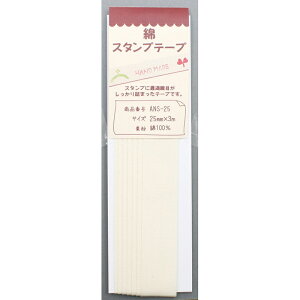 綿
スタンプテープ
HAND MADE
スタンプに最適織目が
しっかり詰まったテープです。
商品番号 ANS-25
サイズ 25mm×3m
素材 綿100%